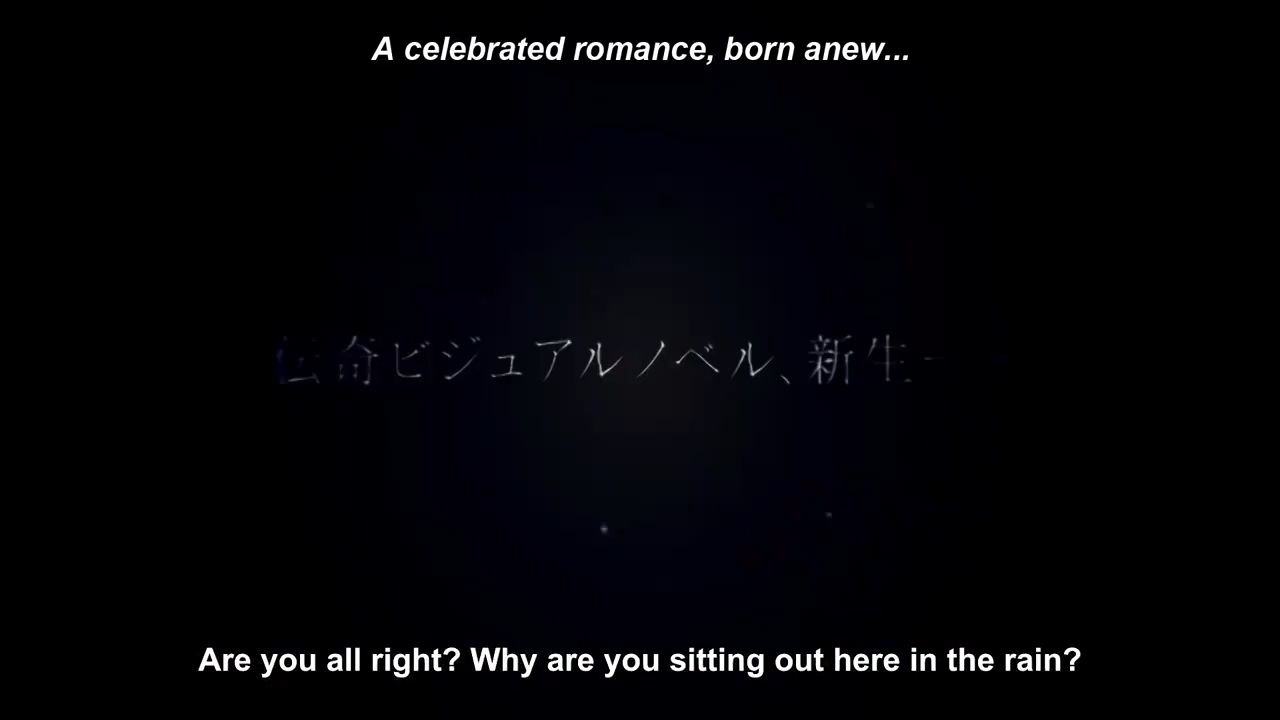 A celebrated romance, born anew...
伝奇ビジュアルノベル、新生―
Are you all right? Why are you sitting out here in the rain?